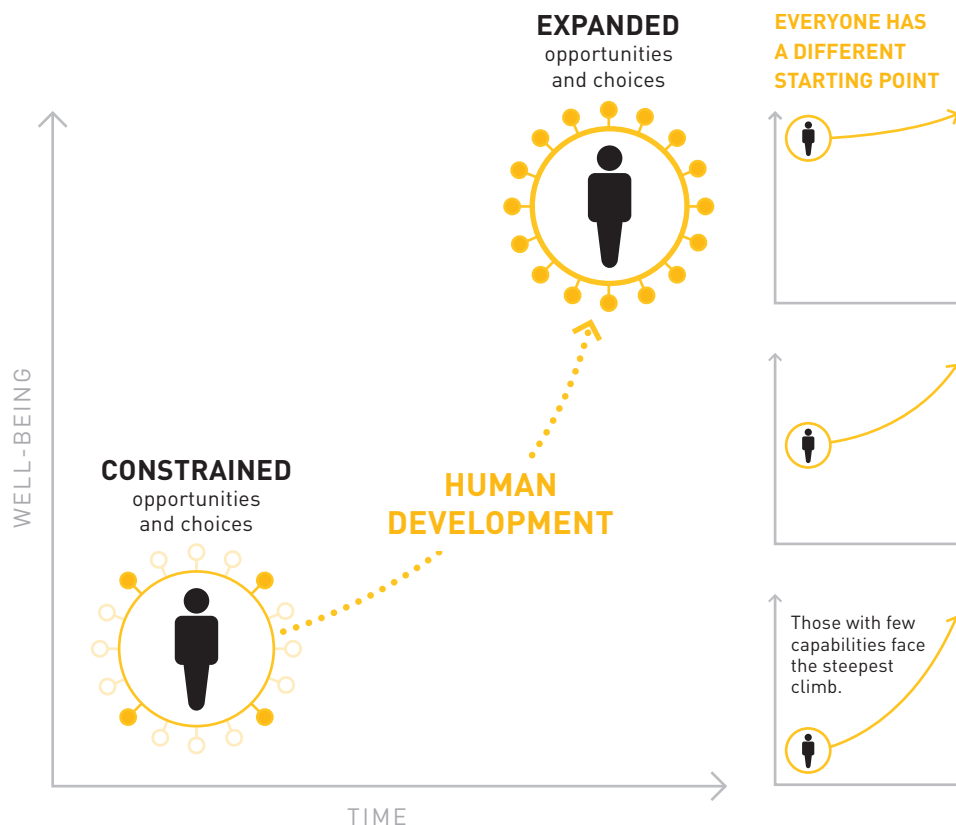 EXPANDED
opportunities
and choices
EVERYONE HAS
A DIFFERENT
STARTING POINT
WELL-BEING
CONSTRAINED
opportunities
and choices
HUMAN
DEVELOPMENT
Those with few
capabilities face
the steepest
climb.
TIME